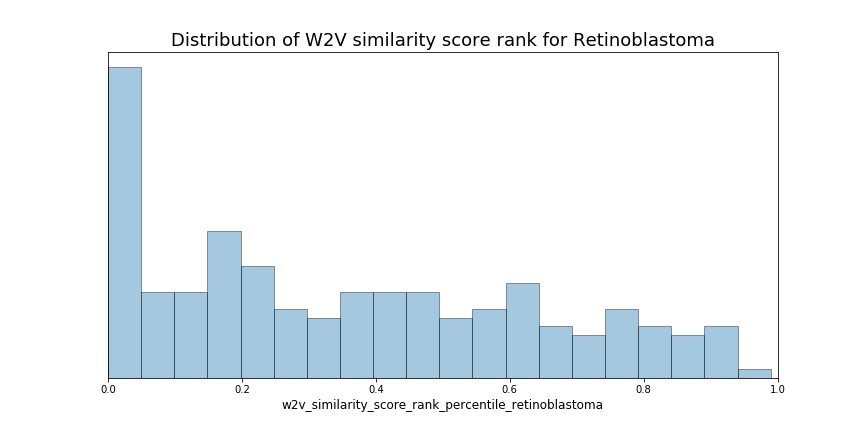 Distribution of W2V similarity score rank for Retinoblastoma
0.0 0.2 0.4 0.6 0.8 1.0
w2v_similarity_score_rank_percentile_retinoblastoma